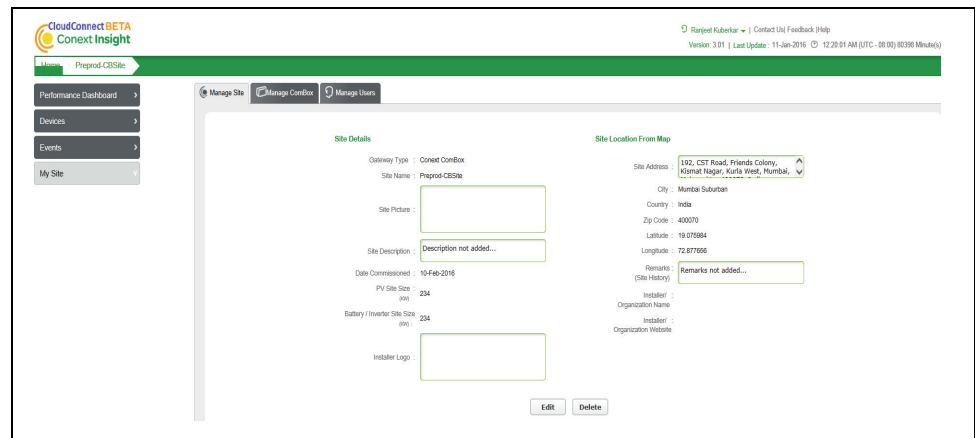 CloudConnect BETA
Conext Insight
Ranjeet Kuberkar | Contact Us| Feedback |Help
Version: 3.01 | Last Update : 11-Jan-2016 12:20:01 AM (UTC - 08:00) 80398 Minute(s)
Home Preprod-CBSite
Performance Dashboard
Devices
Events
My Site
Manage Site Manage ComBox Manage Users
Site Details
Gateway Type : Conext ComBox
Site Name : Preprod-CBSite
Site Picture :
Site Description : Description not added...
Date Commissioned : 10-Feb-2016
PV Site Size : 234
(kW)
Battery / Inverter Site Size 234
(kW) :
Installer Logo :
Site Location From Map
Site Address : 192, CST Road, Friends Colony,
Kismat Nagar, Kurla West, Mumbai,
City : Mumbai Suburban
Country : India
Zip Code : 400070
Latitude : 19.075984
Longitude : 72.877656
Remarks : Remarks not added...
(Site History)
Installer/ :
Organization Name
Installer/ :
Organization Website
Edit Delete